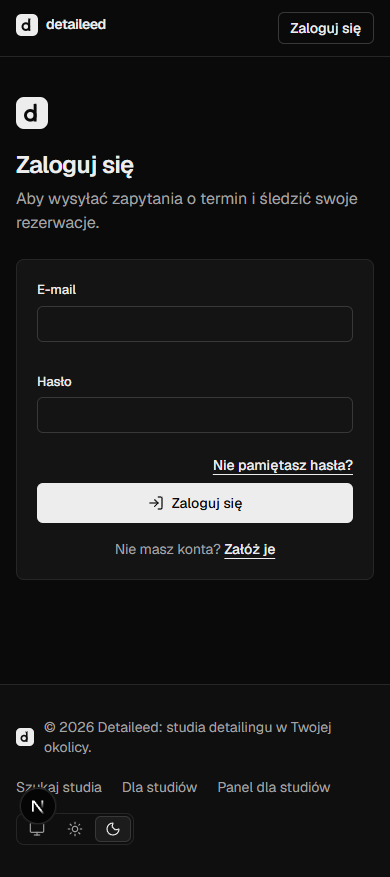 d detaileed
Zaloguj się
d
Zaloguj się
Aby wysyłać zapytania o termin i śledzić swoje
rezerwacje.
E-mail
Hasło
Nie pamiętasz hasła?
Zaloguj się
Nie masz konta? Załóż je
d © 2026 Detaileed: studia detailingu w Twojej
okolicy.
Szukaj studia Dla studiów Panel dla studiów
N